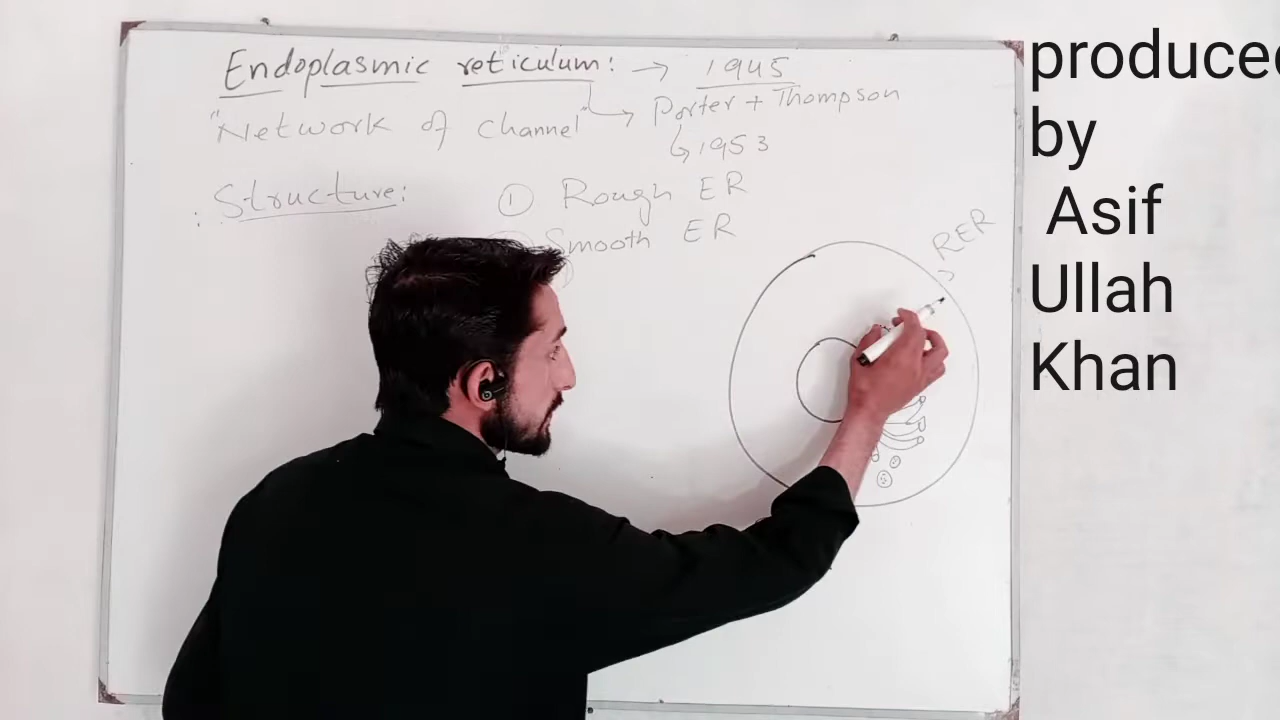 Endoplasmic reticulum: → 1945
"Network of channel" → Porter + Thompson
↳ 1953
Structure:
① Rough ER
Smooth ER
RER
produced
by
Asif
Ullah
Khan